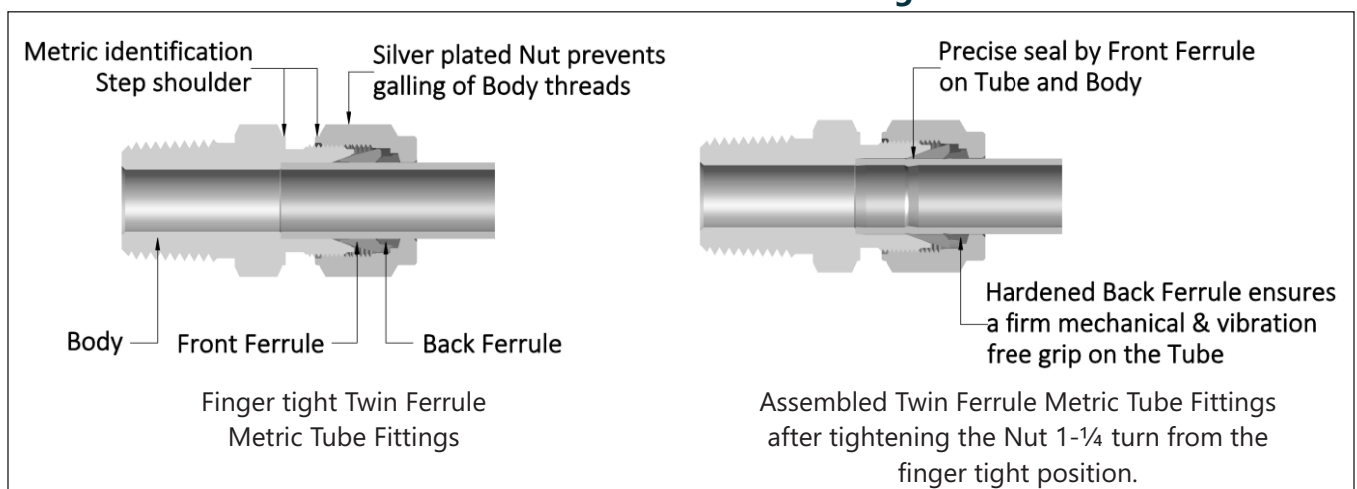 Metric identification
Step shoulder
Silver plated Nut prevents
galling of Body threads
Body
Front Ferrule
Back Ferrule
Finger tight Twin Ferrule
Metric Tube Fittings
Precise seal by Front Ferrule
on Tube and Body
Hardened Back Ferrule ensures
a firm mechanical & vibration
free grip on the Tube
Assembled Twin Ferrule Metric Tube Fittings
after tightening the Nut 1-¼ turn from the
finger tight position.